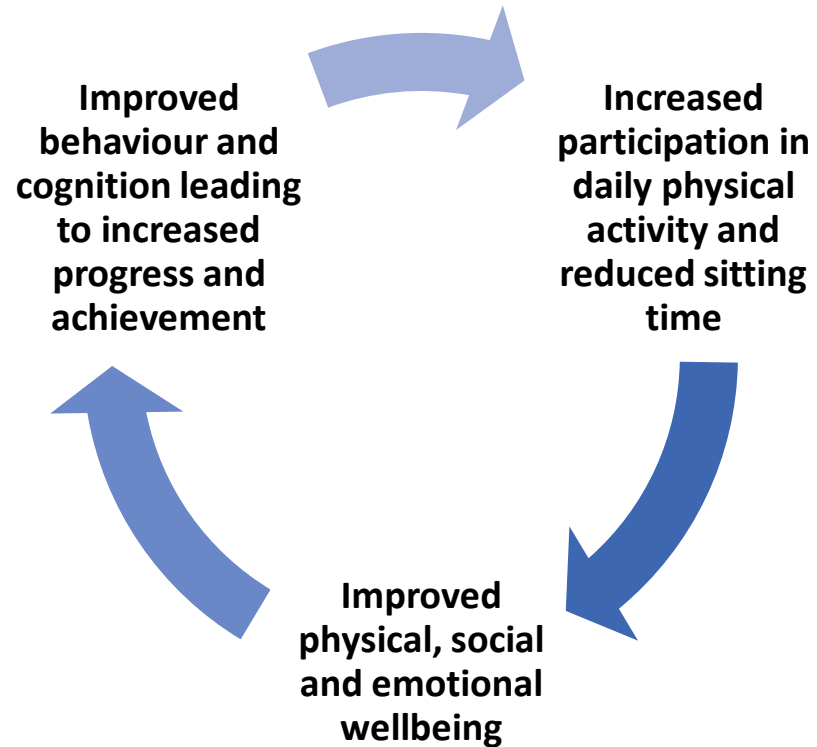 Improved
behaviour and
cognition leading
to increased
progress and
achievement
Increased
participation in
daily physical
activity and
reduced sitting
time
Improved
physical, social
and emotional
wellbeing